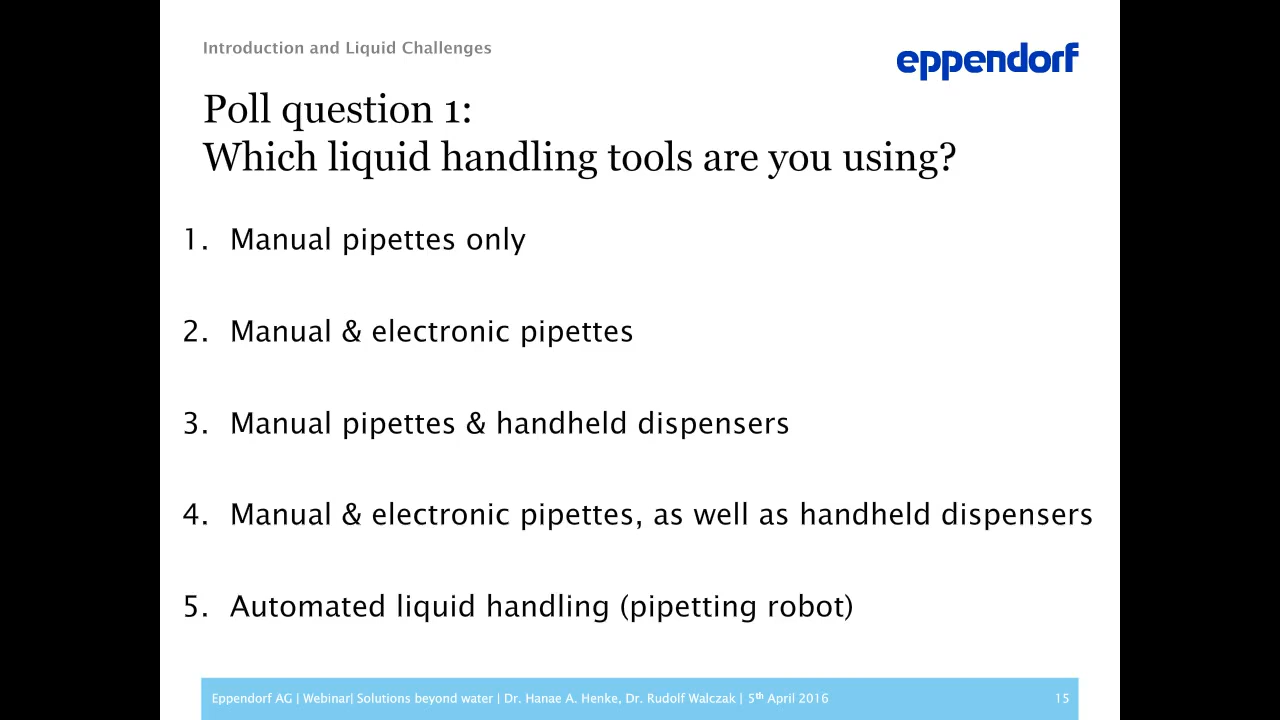 Introduction and Liquid Challenges
eppendorf
Poll question 1:
Which liquid handling tools are you using?
1. Manual pipettes only
2. Manual & electronic pipettes
3. Manual pipettes & handheld dispensers
4. Manual & electronic pipettes, as well as handheld dispensers
5. Automated liquid handling (pipetting robot)
Eppendorf AG | Webinar| Solutions beyond water | Dr. Hanae A. Henke, Dr. Rudolf Walczak | 5th April 2016 15